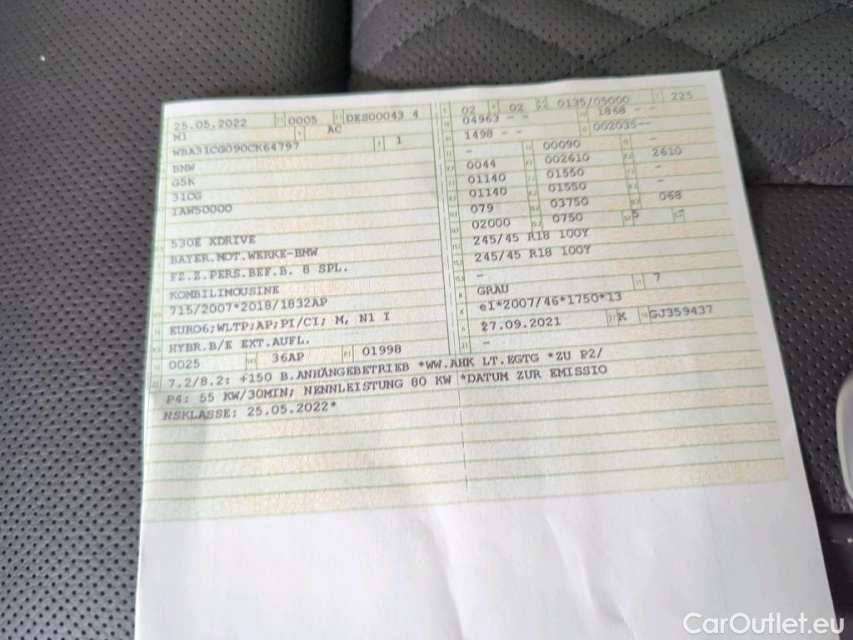 25.05.2022 0005 DES00043 4
M1 AC
WBA31CG090CK64797 1
BMW
G5K
31CG
1AW50000
530E XDRIVE
BAYER.MOT.WERKE-BMW
FZ.Z.PERS.BEF.B. 8 SPL.
KOMBILIMOUSINE
715/2007*2018/1832AP
EURO6;WLTP;AP;PI/CI; M, N1 I
HYBR.B/E EXT.AUFL.
0025 36AP 01998
02 02 0135/05000 225
04963 -- 1868 --
1498 -- 002035--
- 00090 -
0044 002610 2610
01140 01550 -
01140 01550 -
079 03750 068
02000 0750 5
245/45 R18 100Y
245/45 R18 100Y
-
GRAU 7
e1*2007/46*1750*13
27.09.2021 K GJ359437
-
7.2/8.2: +150 B.ANHÄNGEBETRIEB *WW.AHK LT.EGTG *ZU P2/
P4: 55 KW/30MIN; NENNLEISTUNG 80 KW *DATUM ZUR EMISSIO
NSKLASSE: 25.05.2022*
CarOutlet.eu